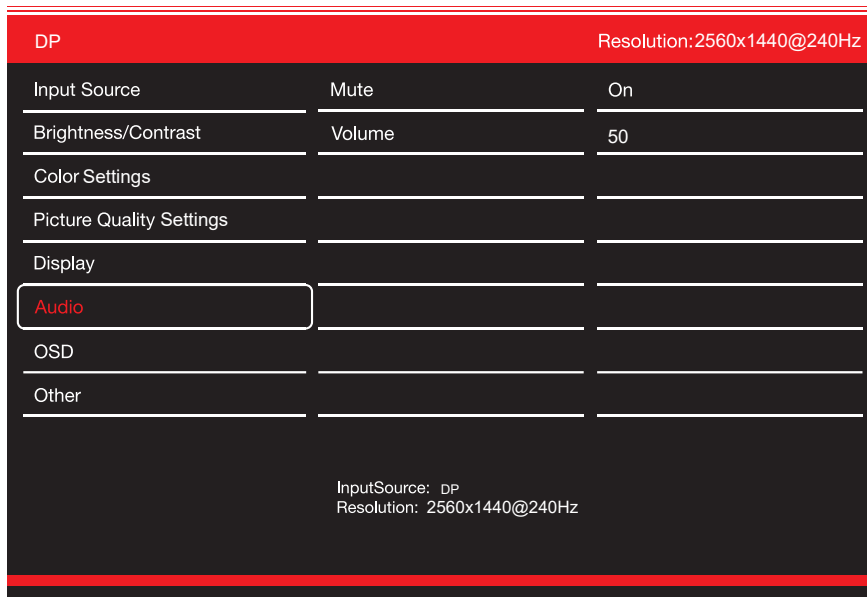 DP Resolution:2560x1440@240Hz
Input Source Mute On
Brightness/Contrast Volume 50
Color Settings
Picture Quality Settings
Display
Audio
OSD
Other
InputSource: DP
Resolution: 2560x1440@240Hz